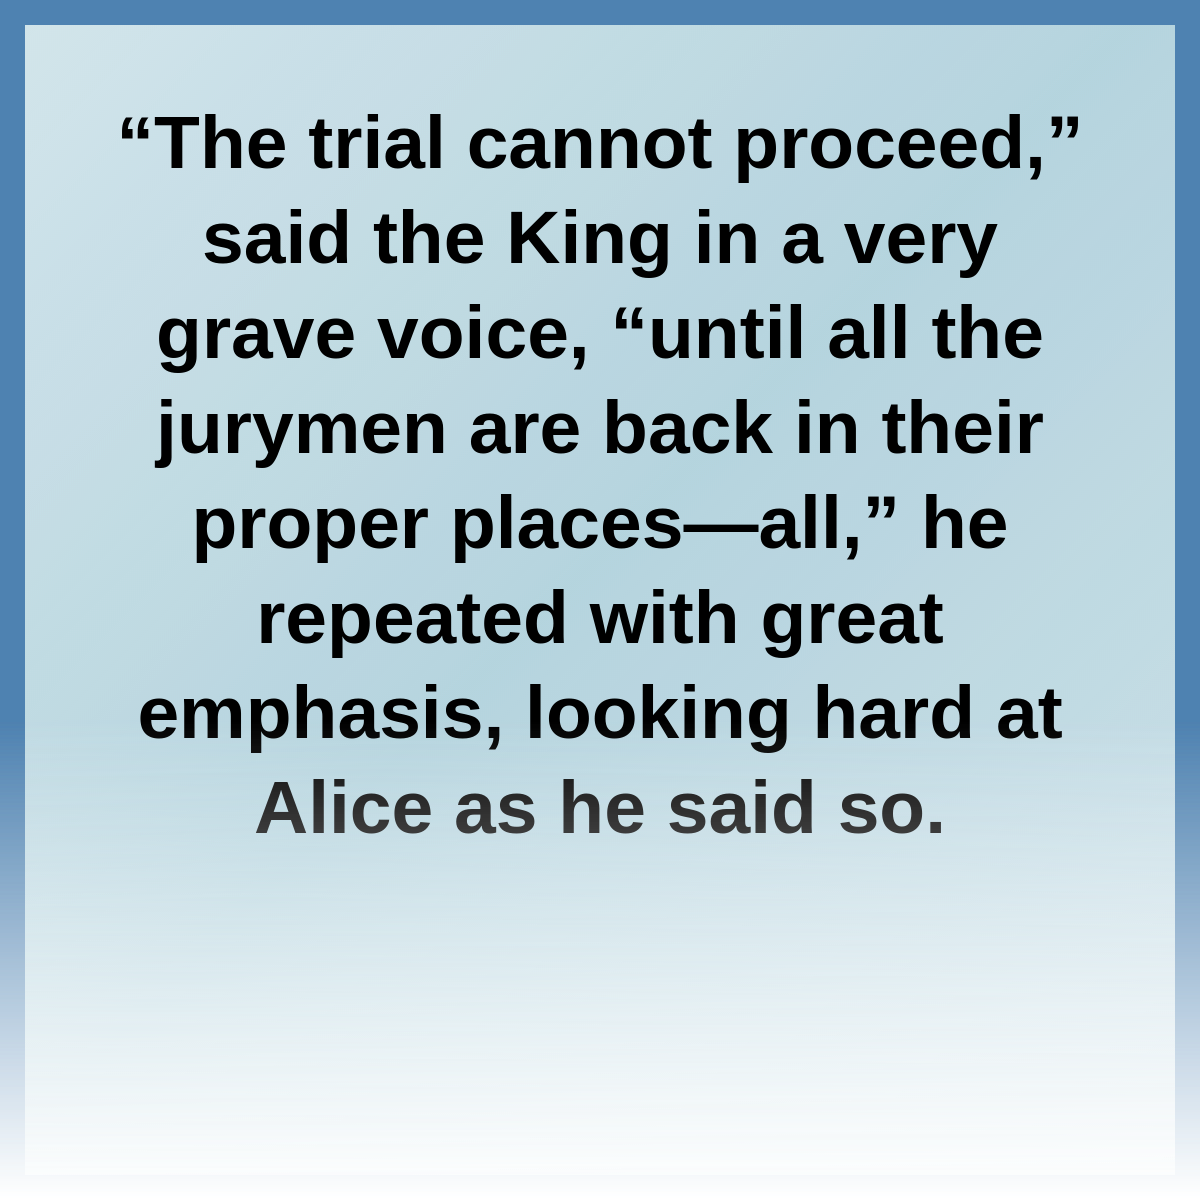 “The trial cannot proceed,”
said the King in a very
grave voice, “until all the
jurymen are back in their
proper places—all,” he
repeated with great
emphasis, looking hard at
Alice as he said so.